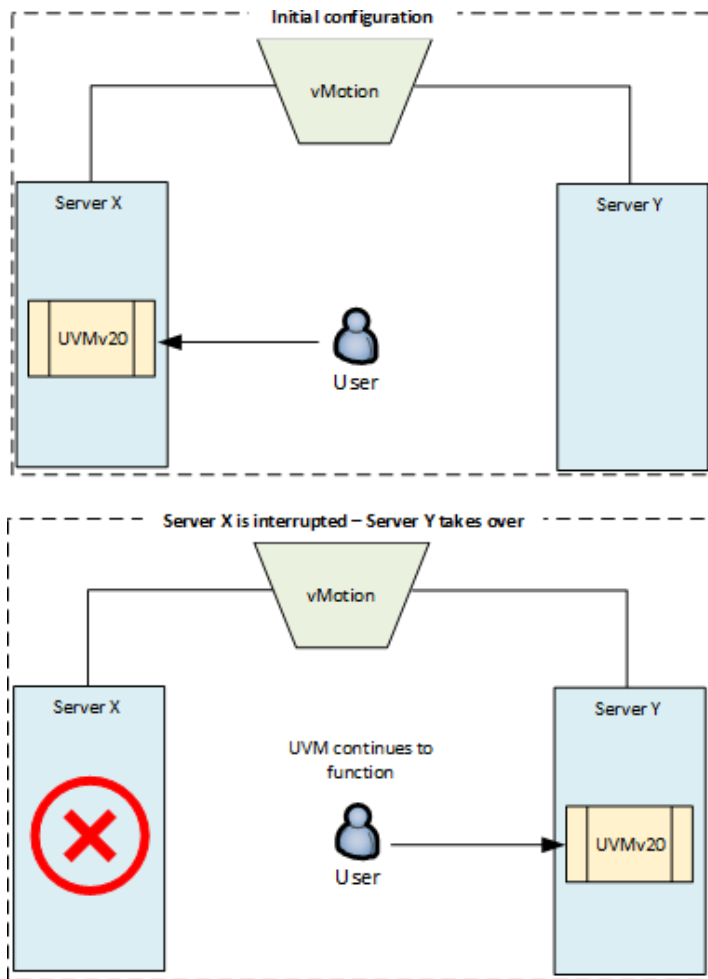 Initial configuration
vMotion
Server X
Server Y
UVMv20
User
Server X is interrupted – Server Y takes over
vMotion
Server X
Server Y
UVM continues to
function
UVMv20
User